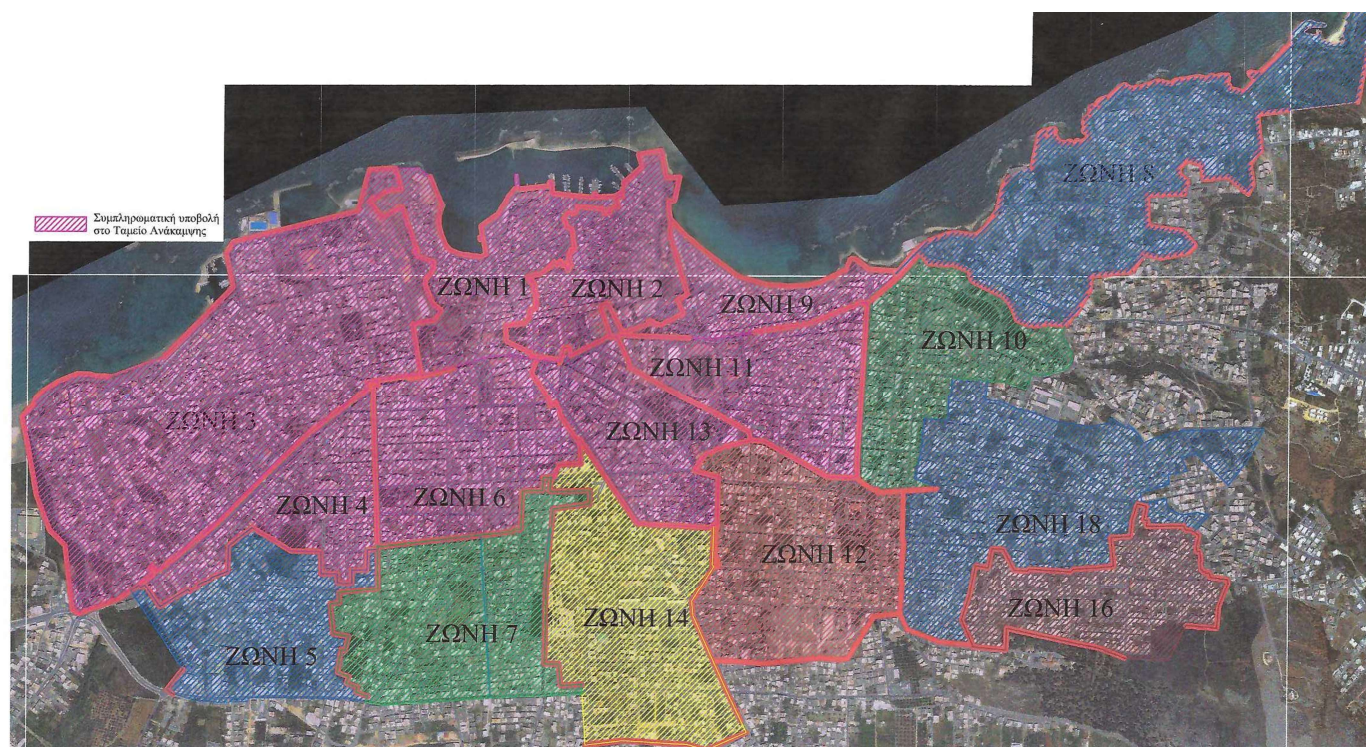 ΖΩΝΗ 8
Συμπληρωματική υποβολή
στο Ταμείο Ανάκαμψης
ΖΩΝΗ 1
ΖΩΝΗ 2
ΖΩΝΗ 9
ΖΩΝΗ 10
ΖΩΝΗ 11
ΖΩΝΗ 3
ΖΩΝΗ 13
ΖΩΝΗ 4
ΖΩΝΗ 6
ΖΩΝΗ 18
ΖΩΝΗ 12
ΖΩΝΗ 16
ΖΩΝΗ 14
ΖΩΝΗ 7
ΖΩΝΗ 5